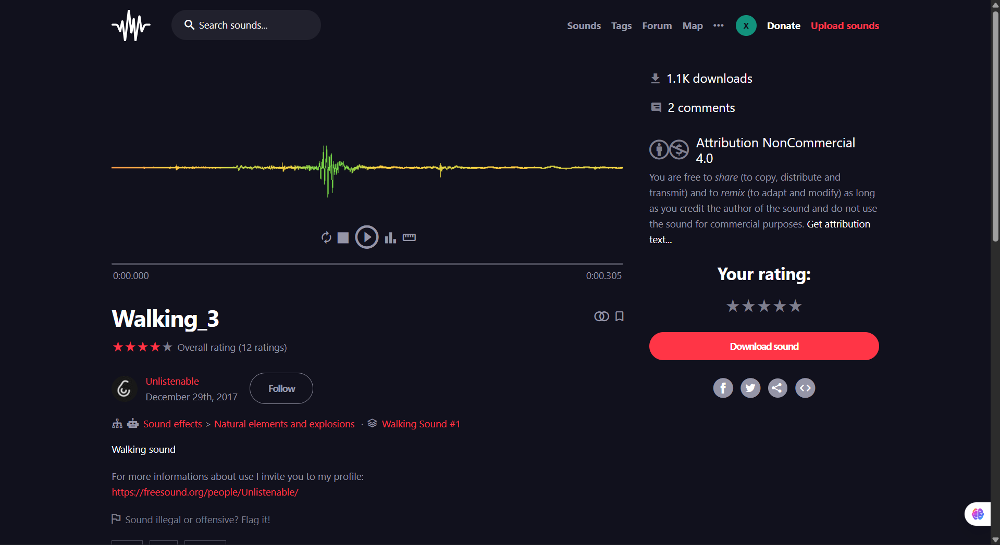 Search sounds...
Sounds Tags Forum Map ••• X Donate Upload sounds
1.1K downloads
2 comments
Attribution NonCommercial
4.0
You are free to share (to copy, distribute and
transmit) and to remix (to adapt and modify) as long
as you credit the author of the sound and do not use
the sound for commercial purposes. Get attribution
text...
0:00.000 0:00.305
Your rating:
Walking_3
Overall rating (12 ratings)
Download sound
Unlistenable
December 29th, 2017
Follow
Sound effects > Natural elements and explosions · Walking Sound #1
Walking sound
For more informations about use I invite you to my profile:
https://freesound.org/people/Unlistenable/
Sound illegal or offensive? Flag it!